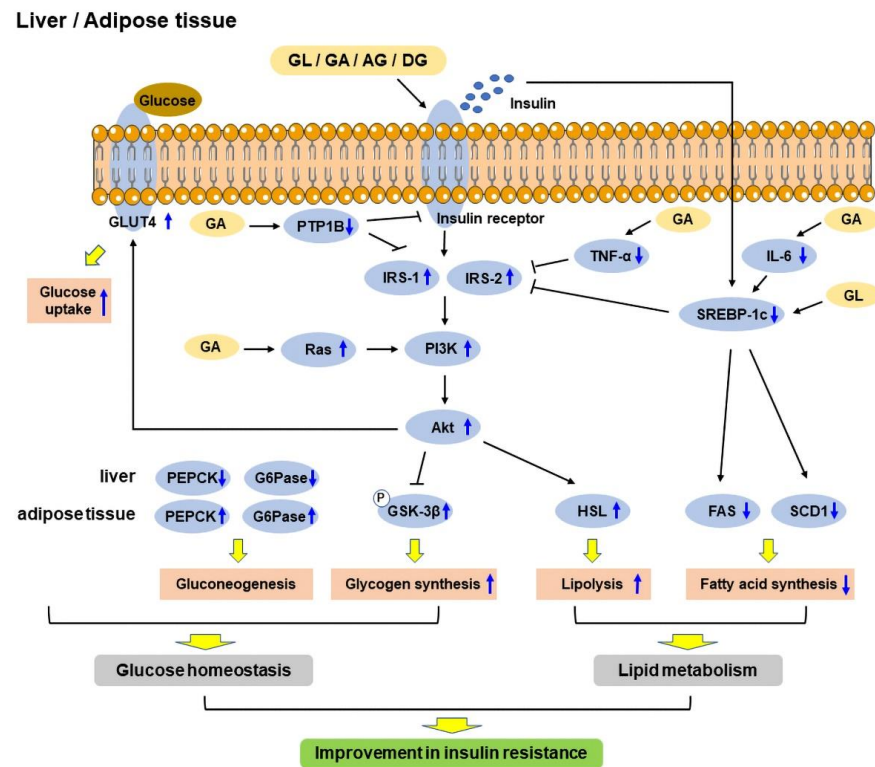 Liver / Adipose tissue
GL / GA / AG / DG
Glucose
Insulin
GLUT4
GA
PTP1B
Insulin receptor
GA
GA
TNF-α
IL-6
IRS-1
IRS-2
Glucose
uptake
GL
SREBP-1c
GA
Ras
PI3K
Akt
liver
PEPCK
G6Pase
adipose tissue
PEPCK
G6Pase
P
GSK-3β
HSL
FAS
SCD1
Gluconeogenesis
Glycogen synthesis
Lipolysis
Fatty acid synthesis
Glucose homeostasis
Lipid metabolism
Improvement in insulin resistance